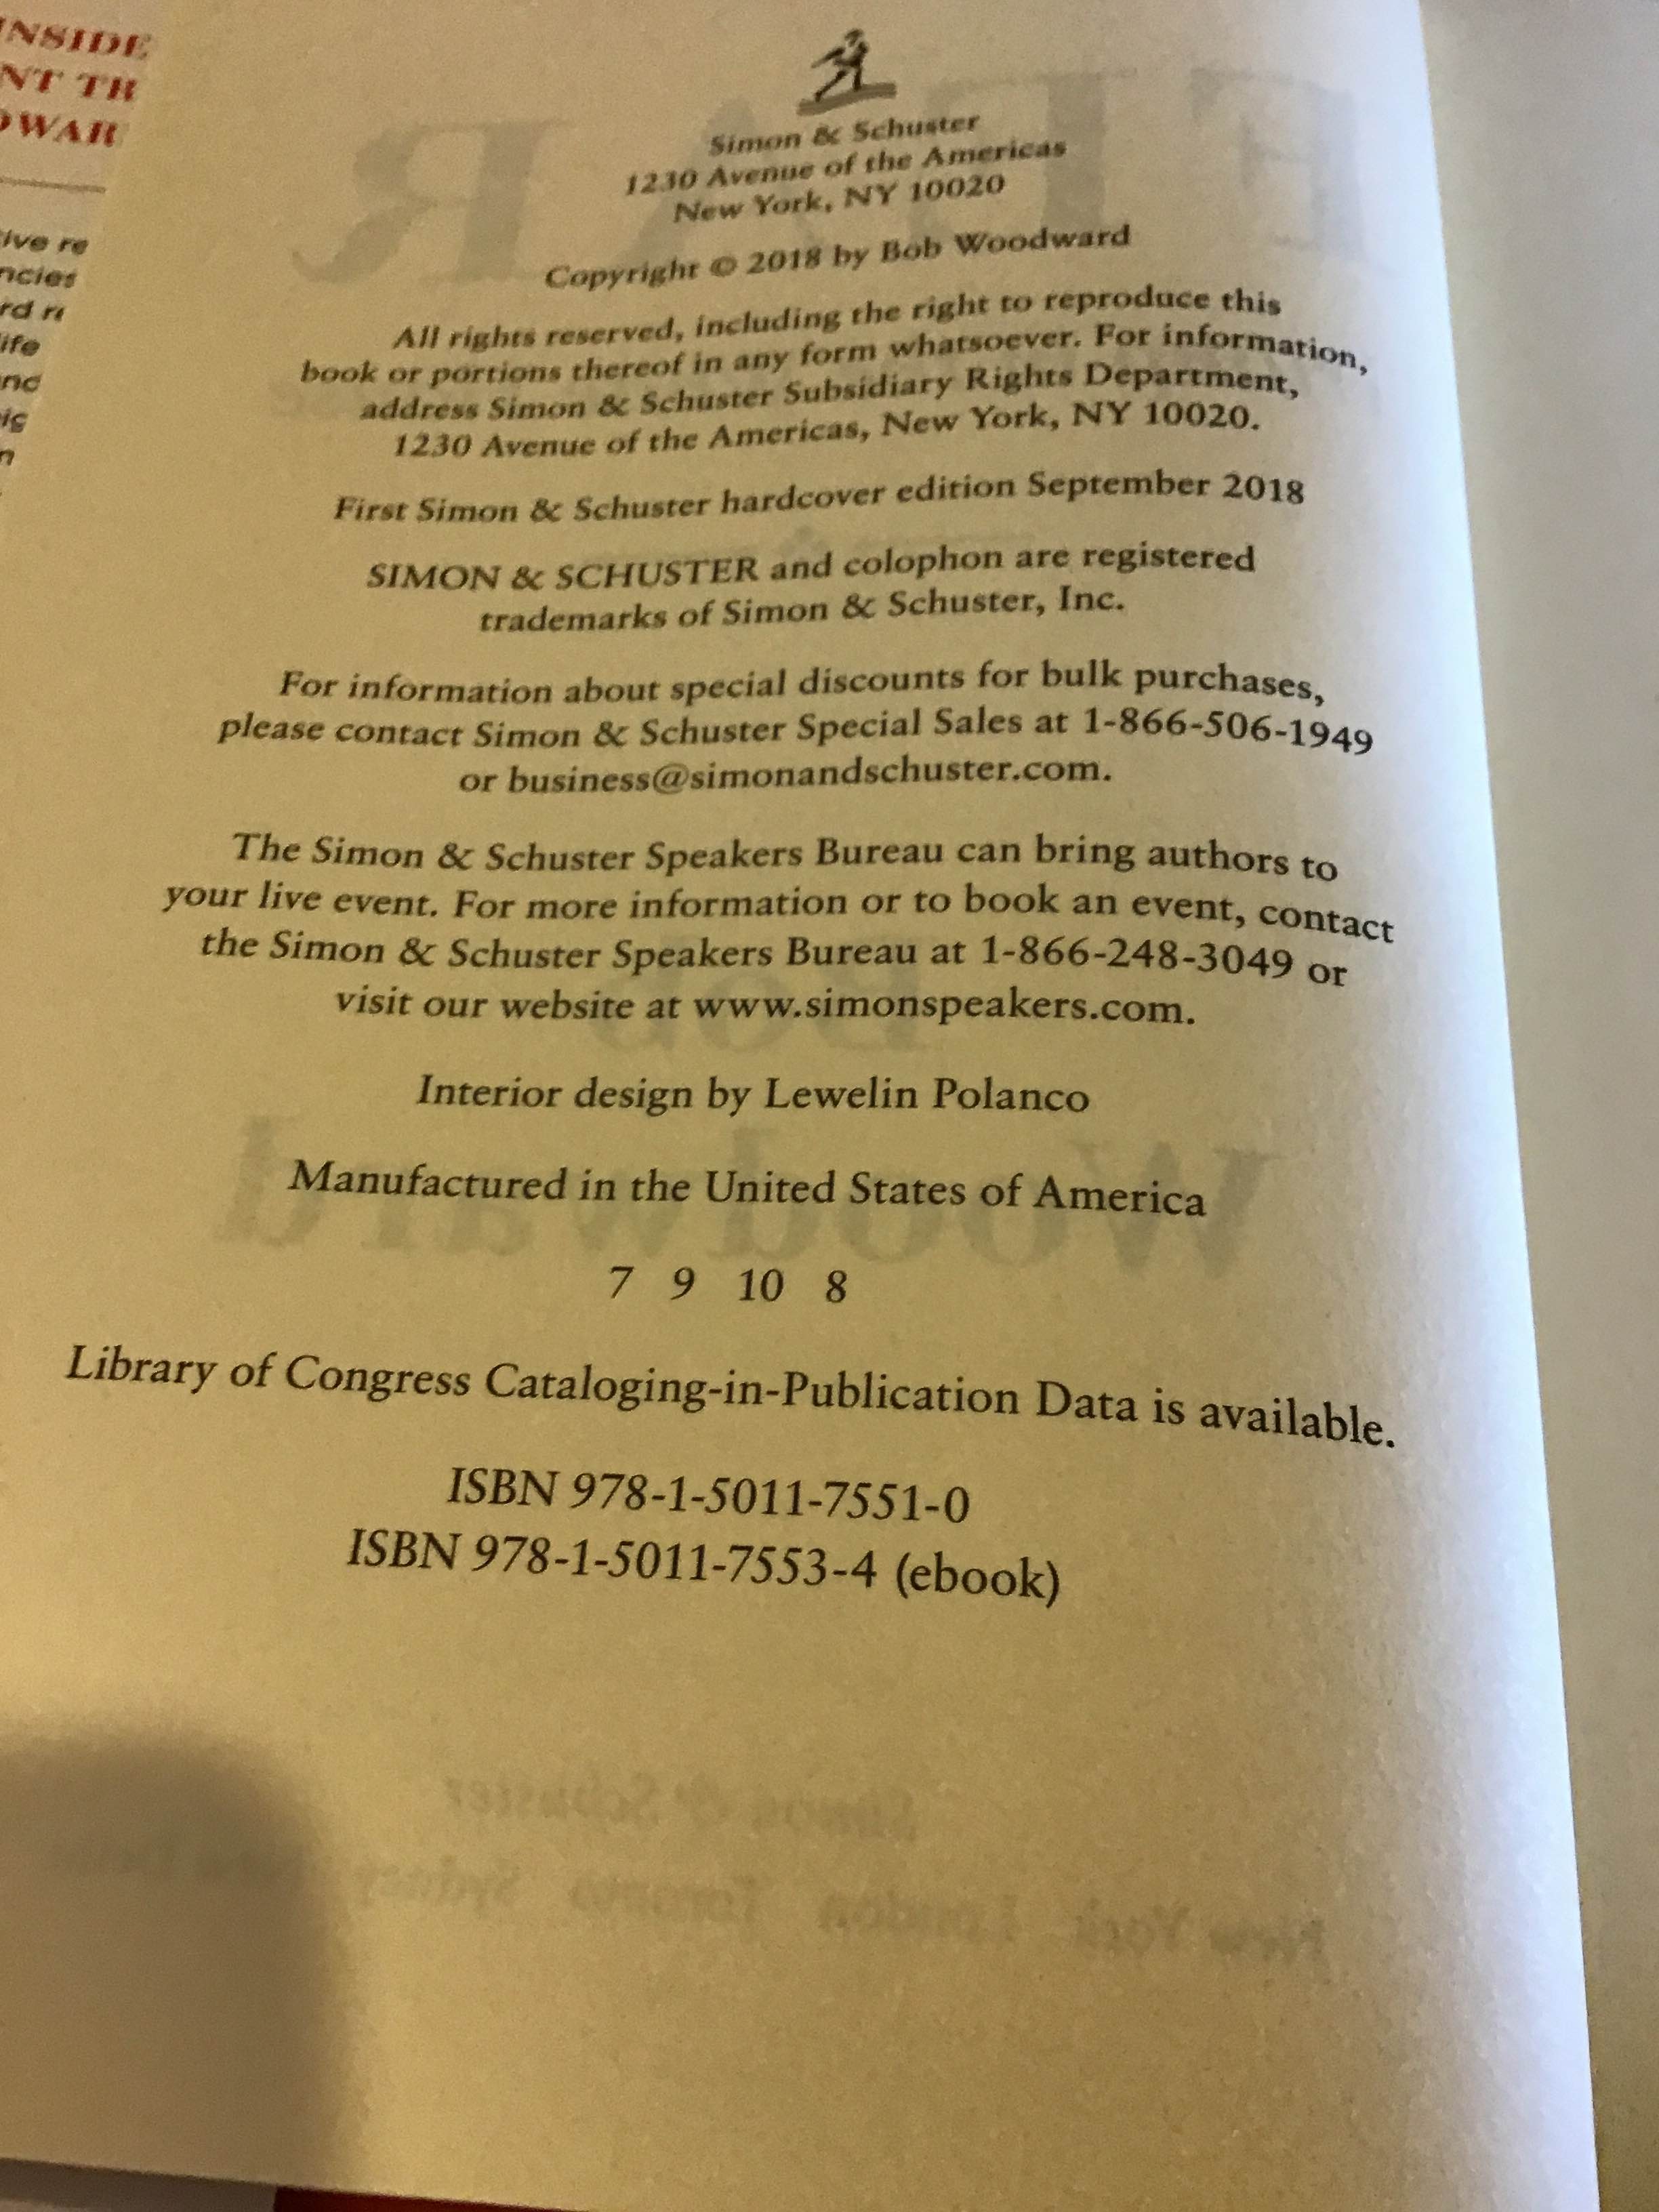 INSIDE
NT TR
OWAR
ive re
ncies
ife
Simon & Schuster
1230 Avenue of the Americas
New York, NY 10020
Copyright © 2018 by Bob Woodward
All rights reserved, including the right to reproduce this
book or portions thereof in any form whatsoever. For information,
address Simon & Schuster Subsidiary Rights Department,
1230 Avenue of the Americas, New York, NY 10020.
First Simon & Schuster hardcover edition September 2018
SIMON & SCHUSTER and colophon are registered
trademarks of Simon & Schuster, Inc.
For information about special discounts for bulk purchases,
please contact Simon & Schuster Special Sales at 1-866-506-1949
or business@simonandschuster.com.
The Simon & Schuster Speakers Bureau can bring authors to
your live event. For more information or to book an event, contact
the Simon & Schuster Speakers Bureau at 1-866-248-3049 or
visit our website at www.simonspeakers.com.
Interior design by Lewelin Polanco
Manufactured in the United States of America
7 9 10 8
Library of Congress Cataloging-in-Publication Data is available.
ISBN 978-1-5011-7551-0
ISBN 978-1-5011-7553-4 (ebook)